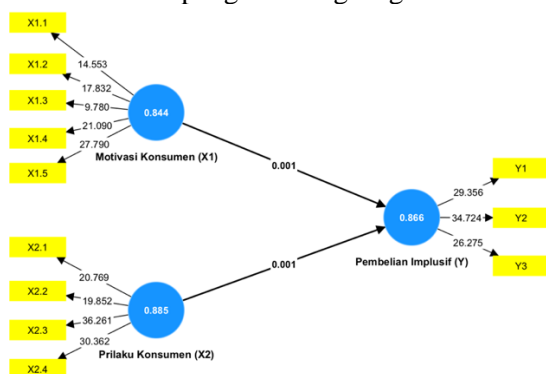 X1.1
X1.2
X1.3
X1.4
X1.5
14.553
17.832
9.780
21.090
27.790
0.844
Motivasi Konsumen (X1)
0.001
X2.1
X2.2
X2.3
X2.4
20.769
19.852
36.261
30.362
0.885
Prilaku Konsumen (X2)
0.001
0.866
Pembelian Implusif (Y)
29.356
34.724
26.275
Y1
Y2
Y3